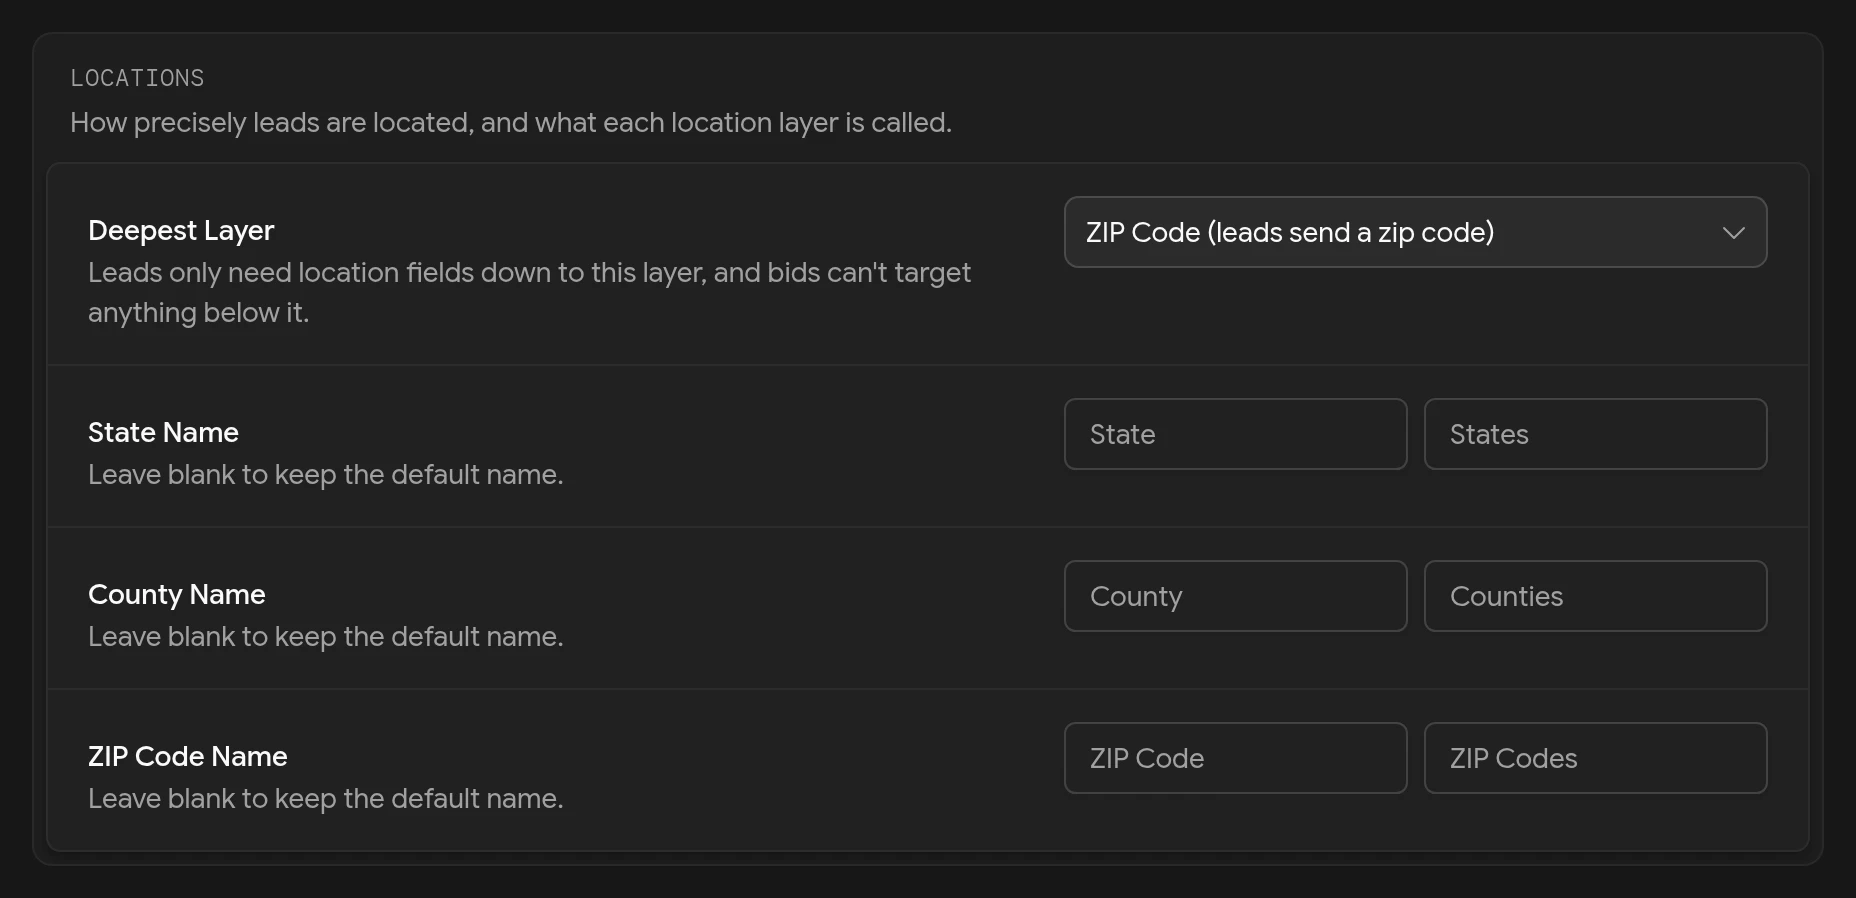 LOCATIONS
How precisely leads are located, and what each location layer is called.
Deepest Layer
Leads only need location fields down to this layer, and bids can't target
anything below it.
ZIP Code (leads send a zip code)
State Name
Leave blank to keep the default name.
State
States
County Name
Leave blank to keep the default name.
County
Counties
ZIP Code Name
Leave blank to keep the default name.
ZIP Code
ZIP Codes